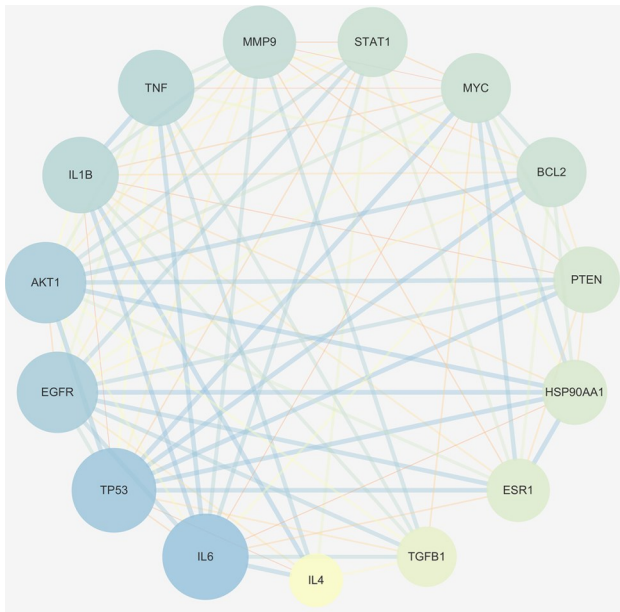 MMP9
STAT1
TNF
MYC
IL1B
BCL2
AKT1
PTEN
EGFR
HSP90AA1
TP53
ESR1
IL6
TGFB1
IL4